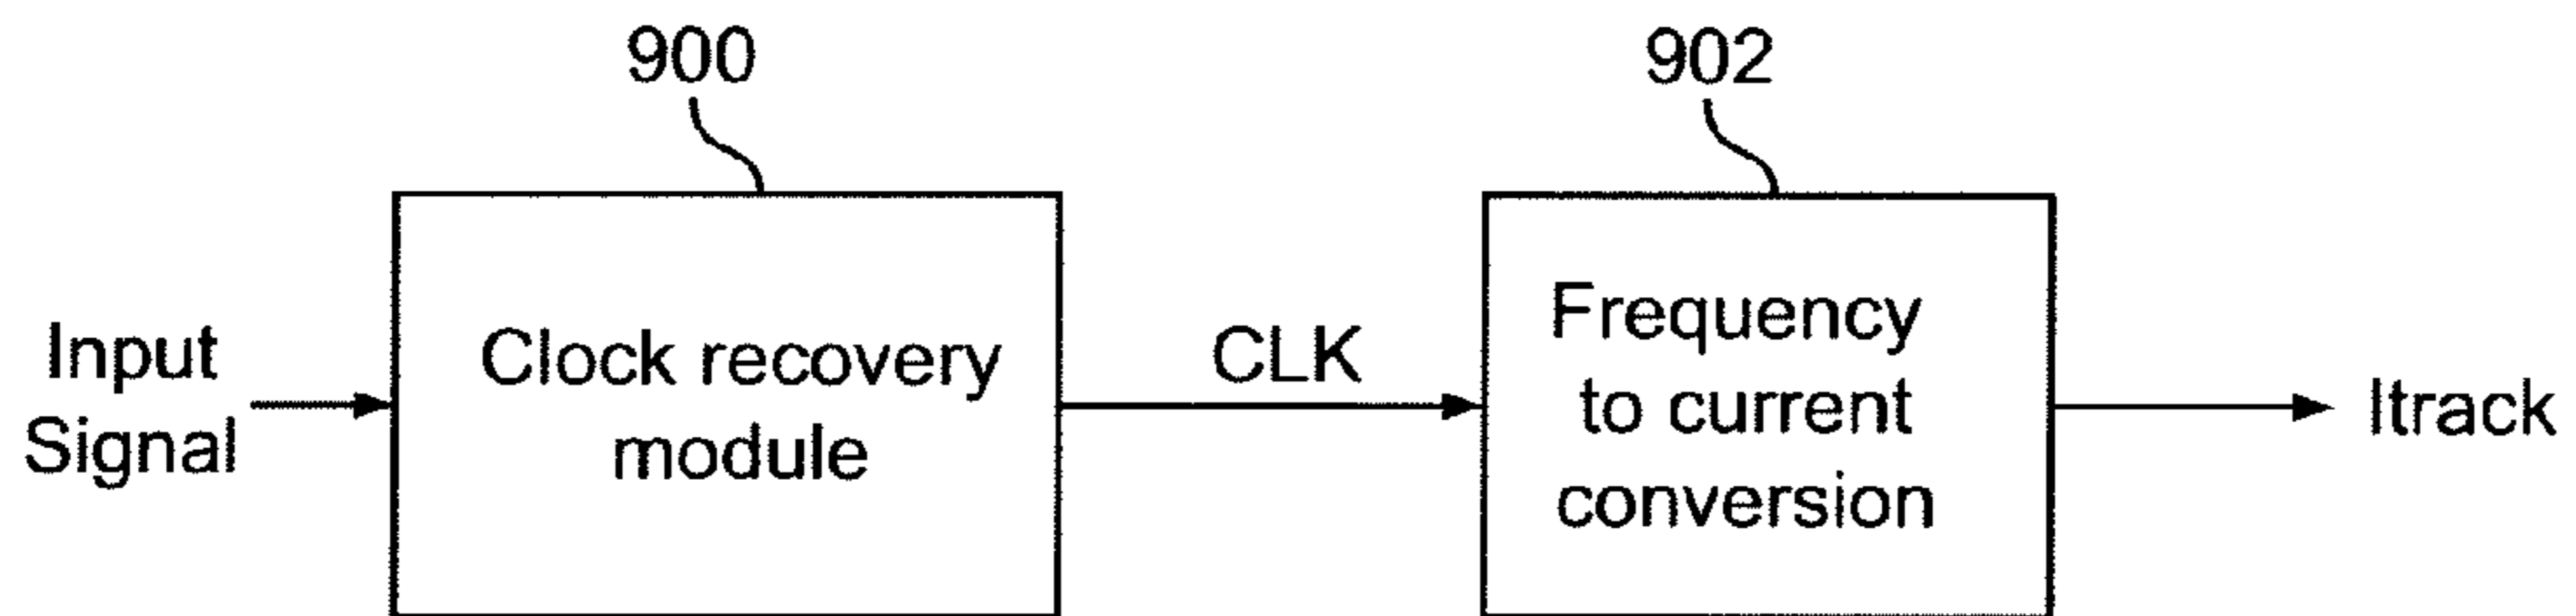 900
902
Input
Signal
Clock recovery
module
CLK
Frequency
to current
conversion
Itrack